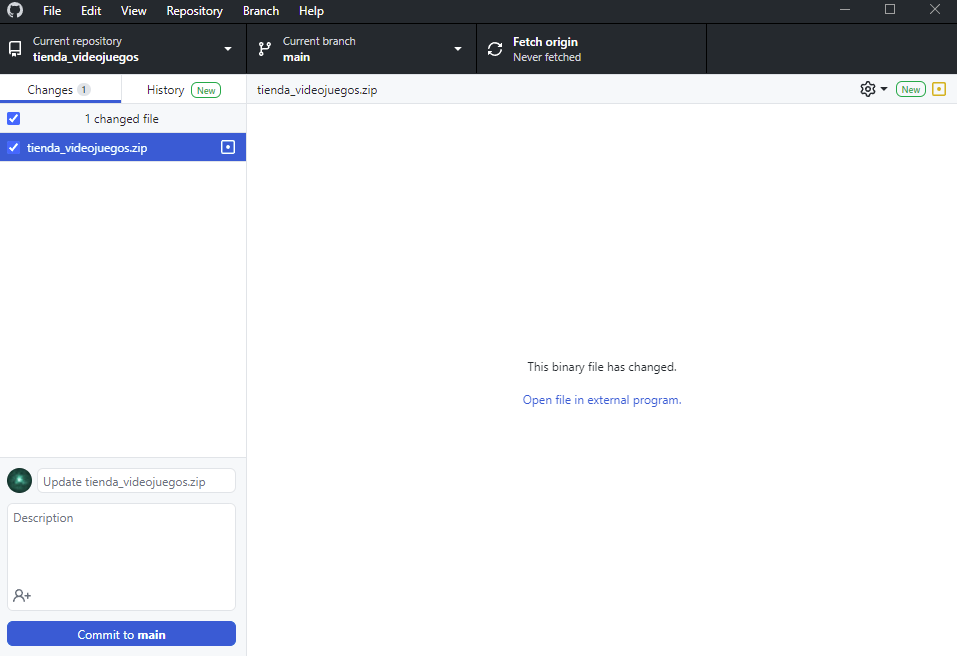 File Edit View Repository Branch Help
Current repository
tienda_videojuegos
Current branch
main
Fetch origin
Never fetched
Changes 1
History New
tienda_videojuegos.zip
New
1 changed file
tienda_videojuegos.zip
This binary file has changed.
Open file in external program.
Update tienda_videojuegos.zip
Description
Commit to main